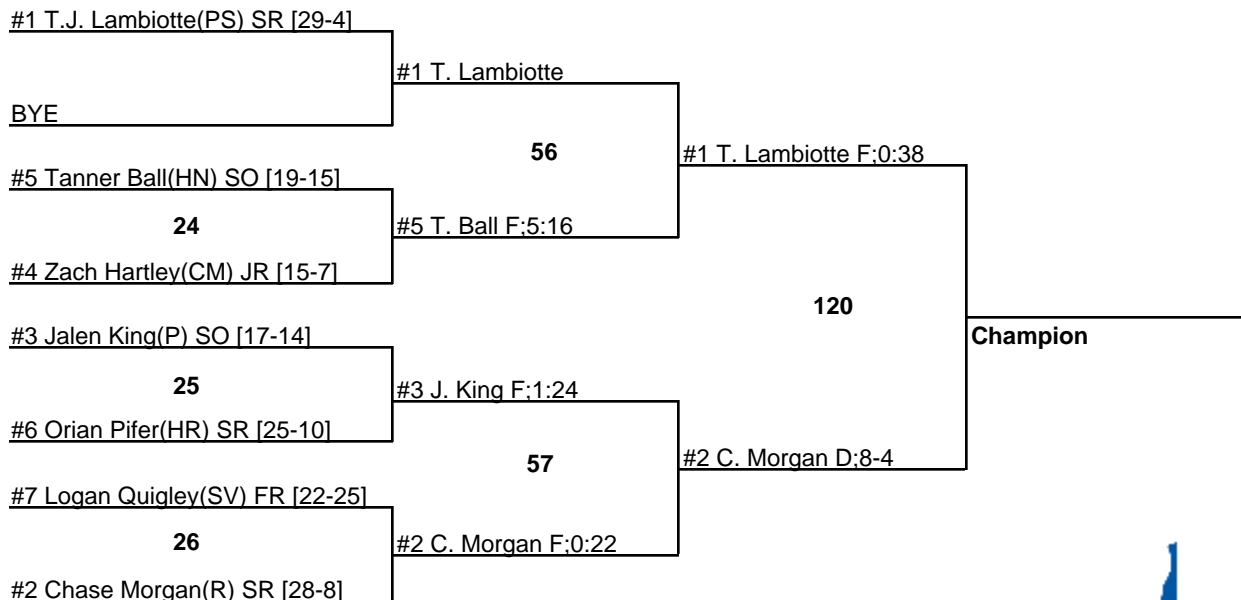 #1 T.J. Lambiotte(PS) SR [29-4]
#1 T. Lambiotte
BYE
56
#1 T. Lambiotte F;0:38
#5 Tanner Ball(HN) SO [19-15]
24
#5 T. Ball F;5:16
#4 Zach Hartley(CM) JR [15-7]
120
Champion
#3 Jalen King(P) SO [17-14]
25
#3 J. King F;1:24
#6 Orian Pifer(HR) SR [25-10]
57
#2 C. Morgan D;8-4
#7 Logan Quigley(SV) FR [22-25]
26
#2 C. Morgan F;0:22
#2 Chase Morgan(R) SR [28-8]